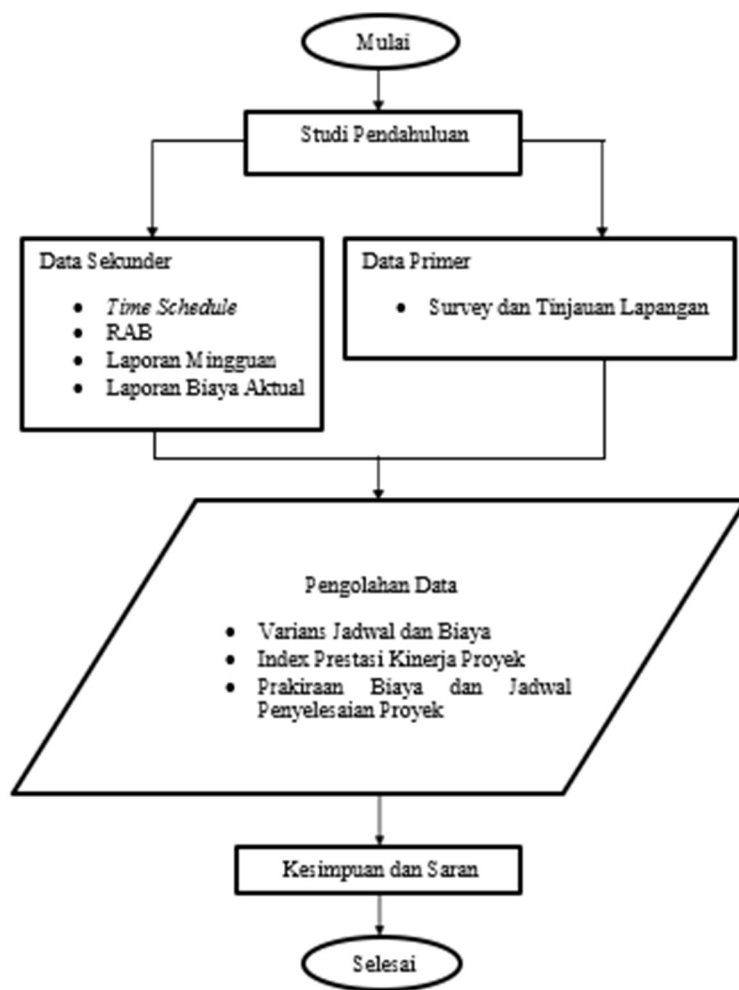 Mulai
Studi Pendahuluan
Data Sekunder
• Time Schedule
• RAB
• Laporan Mingguan
• Laporan Biaya Aktual
Data Primer
• Survey dan Tinjauan Lapangan
Pengolahan Data
• Varians Jadwal dan Biaya
• Index Prestasi Kinerja Proyek
• Prakiraan Biaya dan Jadwal
Penyelesaian Proyek
Kesimpuan dan Saran
Selesai